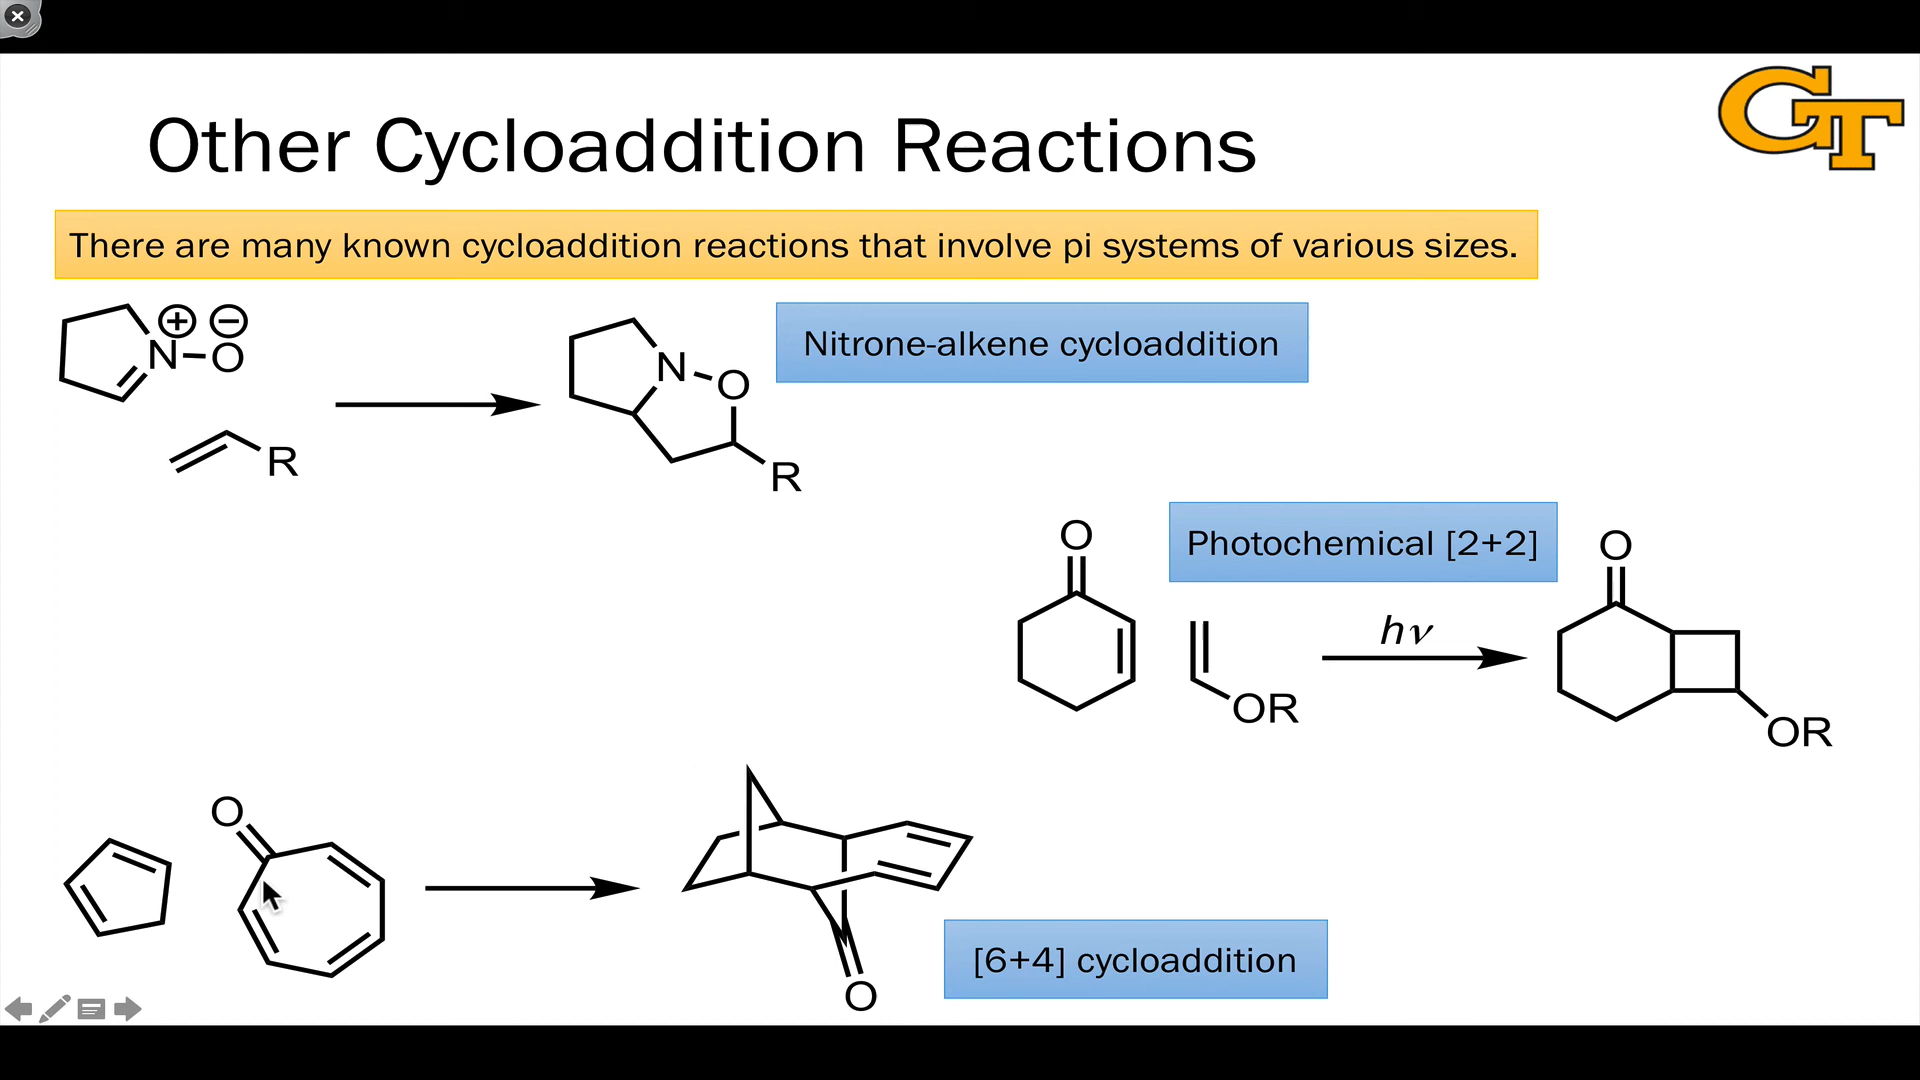 GT
Other Cycloaddition Reactions
There are many known cycloaddition reactions that involve pi systems of various sizes.
⊕ ⊖
N O
R
N O
R
Nitrone-alkene cycloaddition
O
OR
Photochemical [2+2]
hν
O
OR
O
O
[6+4] cycloaddition